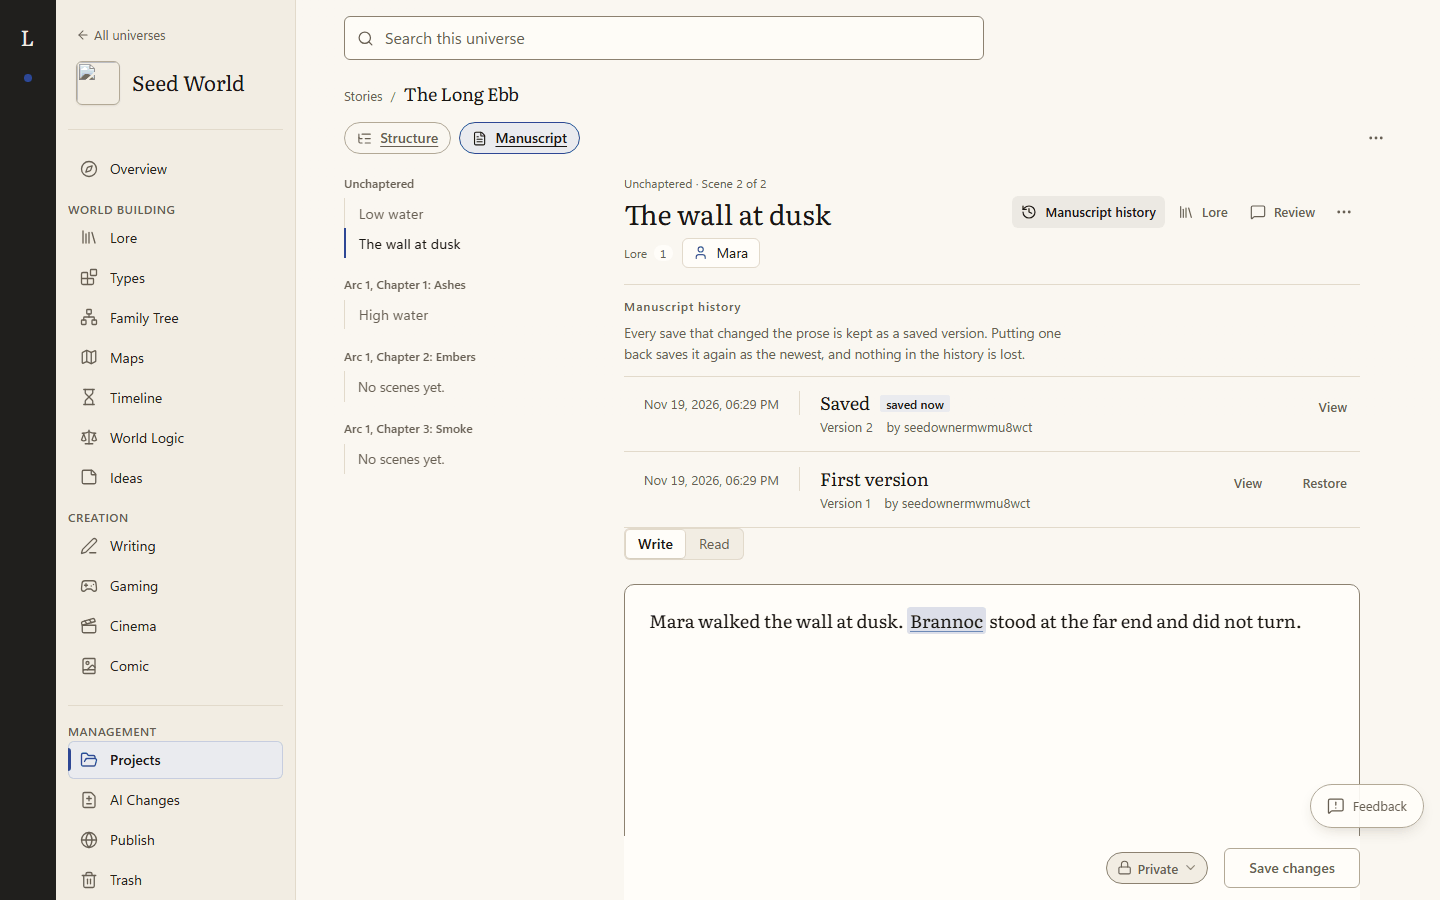 L
All universes
Seed World
Overview
WORLD BUILDING
Lore
Types
Family Tree
Maps
Timeline
World Logic
Ideas
CREATION
Writing
Gaming
Cinema
Comic
MANAGEMENT
Projects
AI Changes
Publish
Trash
Search this universe
Stories / The Long Ebb
Structure
Manuscript
Unchaptered
Low water
The wall at dusk
Arc 1, Chapter 1: Ashes
High water
Arc 1, Chapter 2: Embers
No scenes yet.
Arc 1, Chapter 3: Smoke
No scenes yet.
Unchaptered · Scene 2 of 2
The wall at dusk
Manuscript history
Lore
Review
Lore 1 Mara
Manuscript history
Every save that changed the prose is kept as a saved version. Putting one
back saves it again as the newest, and nothing in the history is lost.
Nov 19, 2026, 06:29 PM
Saved saved now
Version 2 by seedownermwmu8wct
View
Nov 19, 2026, 06:29 PM
First version
Version 1 by seedownermwmu8wct
View
Restore
Write
Read
Mara walked the wall at dusk. Brannoc stood at the far end and did not turn.
Feedback
Private
Save changes